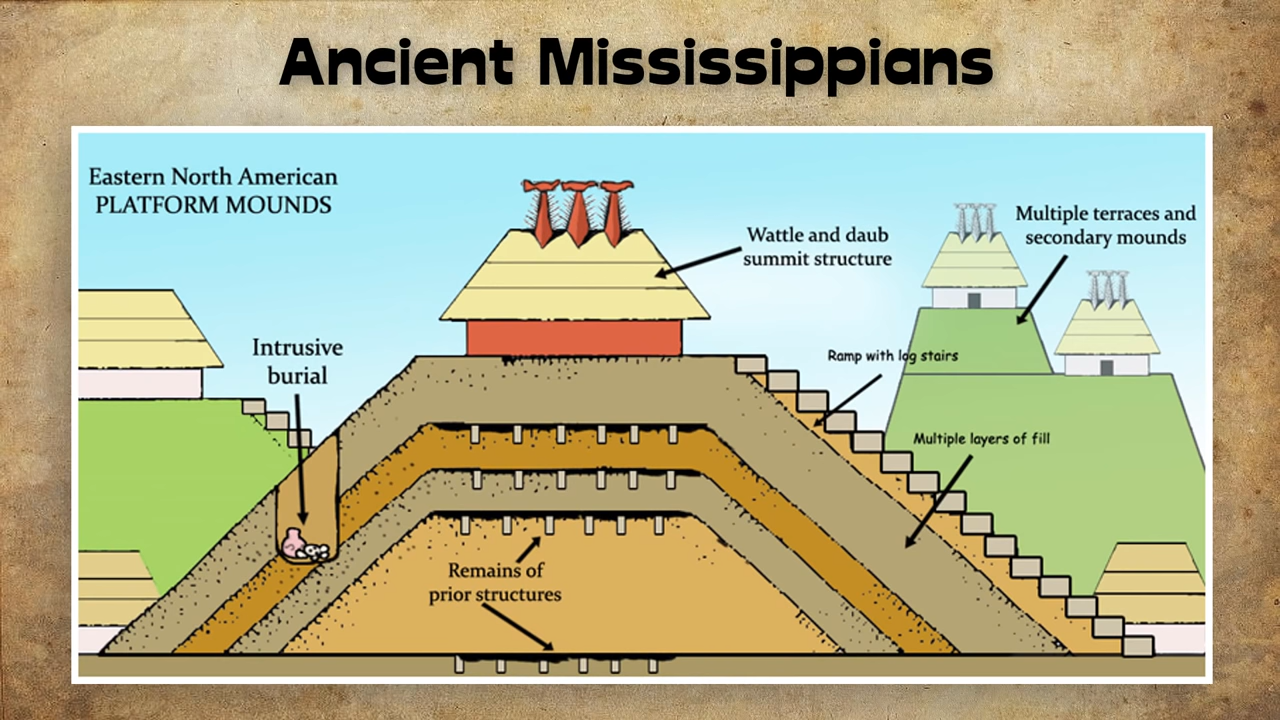 Ancient Mississippians
Eastern North American
PLATFORM MOUNDS
Wattle and daub
summit structure
Multiple terraces and
secondary mounds
Intrusive
burial
Ramp with log stairs
Multiple layers of fill
Remains of
prior structures